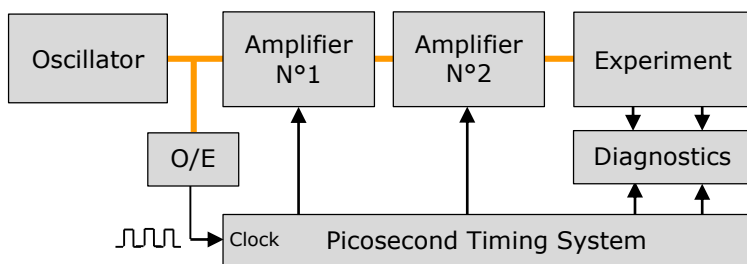 Oscillator
Amplifier
N°1
Amplifier
N°2
Experiment
O/E
Diagnostics
Clock
Picosecond Timing System